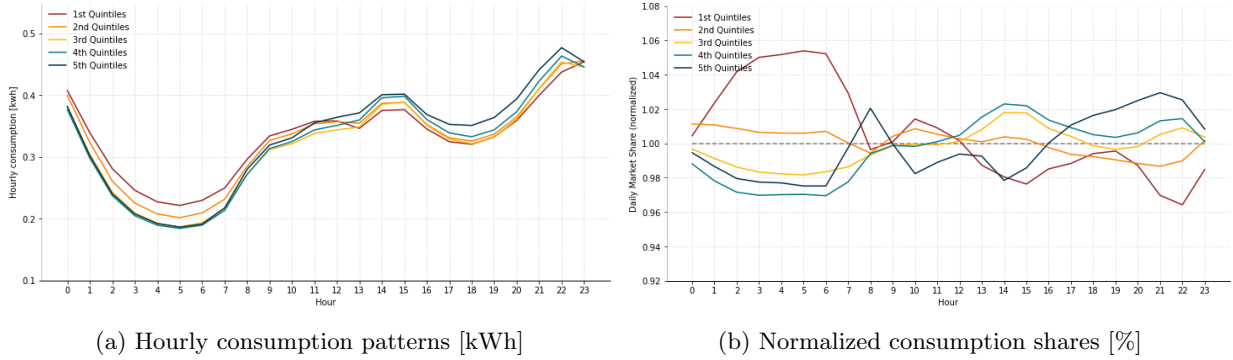 1st Quintiles
2nd Quintiles
3rd Quintiles
4th Quintiles
5th Quintiles
Hourly consumption [kwh]
0.5
0.4
0.3
0.2
0.1
0 1 2 3 4 5 6 7 8 9 10 11 12 13 14 15 16 17 18 19 20 21 22 23
Hour
(a) Hourly consumption patterns [kWh]
1st Quintiles
2nd Quintiles
3rd Quintiles
4th Quintiles
5th Quintiles
Daily Market Share (normalized)
1.08
1.06
1.04
1.02
1.00
0.98
0.96
0.94
0.92
0 1 2 3 4 5 6 7 8 9 10 11 12 13 14 15 16 17 18 19 20 21 22 23
Hour
(b) Normalized consumption shares [%]